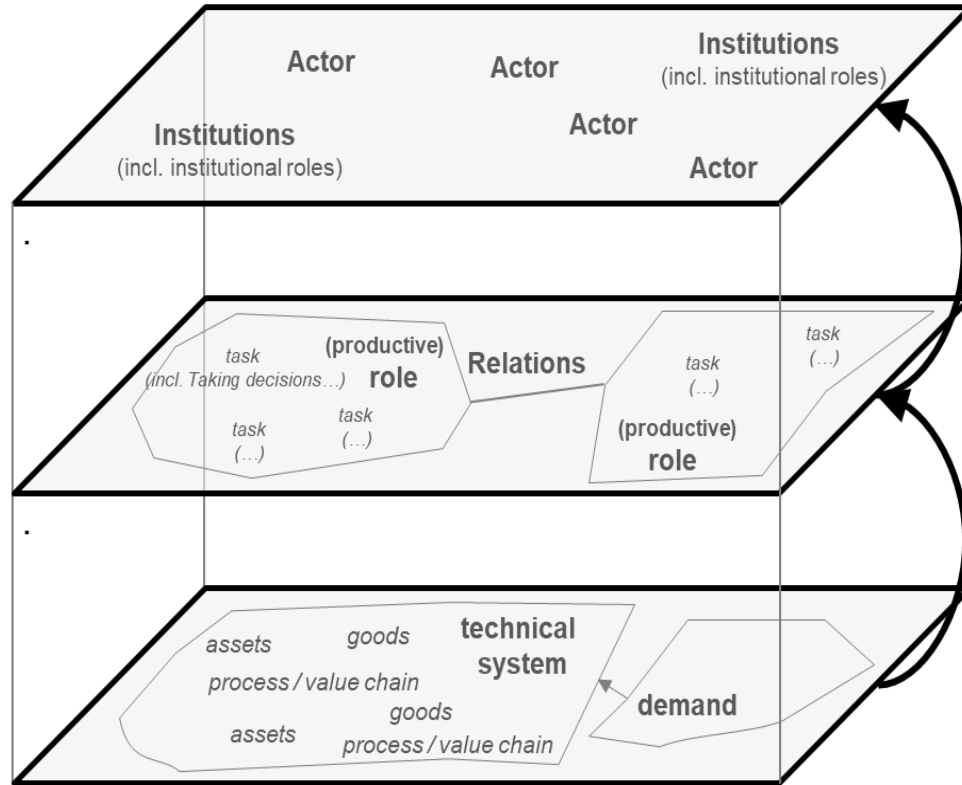 Actor
Actor
Institutions
(incl. institutional roles)
Actor
Institutions
(incl. institutional roles)
Actor
.
task
(incl. Taking decisions…)
(productive)
role
task
(…)
task
(…)
Relations
task
(…)
task
(…)
(productive)
role
.
assets
goods
technical
system
process / value chain
goods
assets
process / value chain
demand